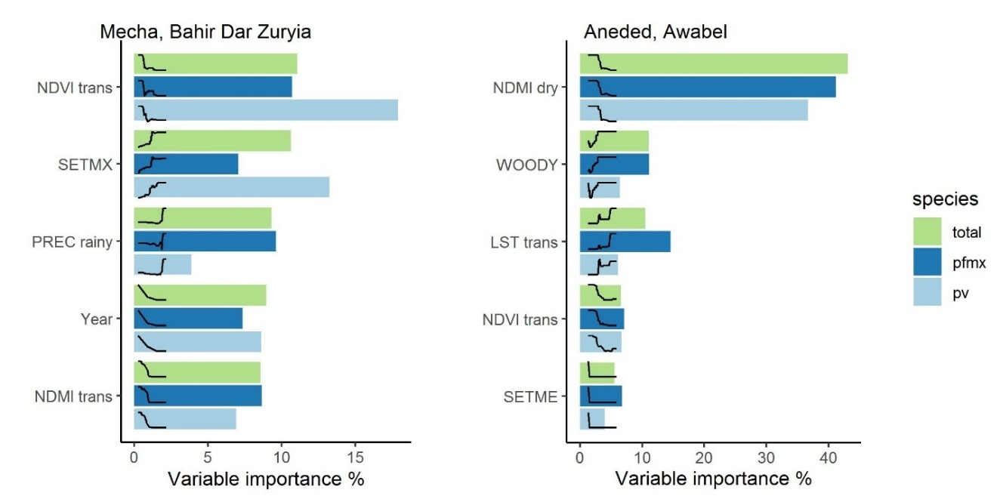 Mecha, Bahir Dar Zuryia
NDVI trans
SETMX
PREC rainy
Year
NDMI trans
0 5 10 15
Variable importance %
Aneded, Awabel
NDMI dry
WOODY
LST trans
NDVI trans
SETME
0 10 20 30 40
Variable importance %
species
total
pfmx
pv